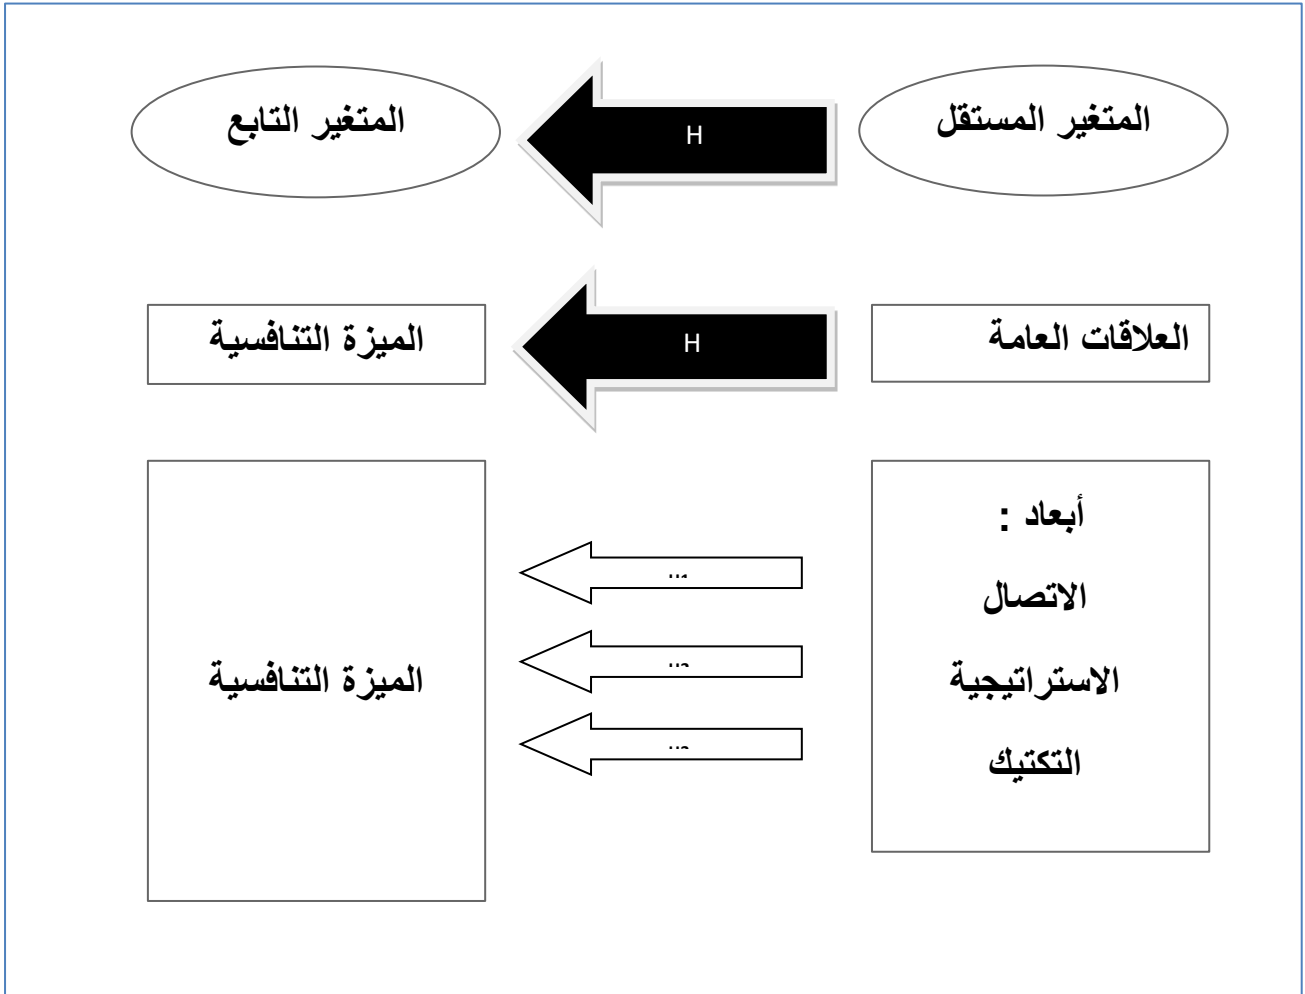 المتغير المستقل
H
المتغير التابع
العلاقات العامة
H
الميزة التنافسية
أبعاد :
الاتصال
الاستراتيجية
التكتيك
الميزة التنافسية